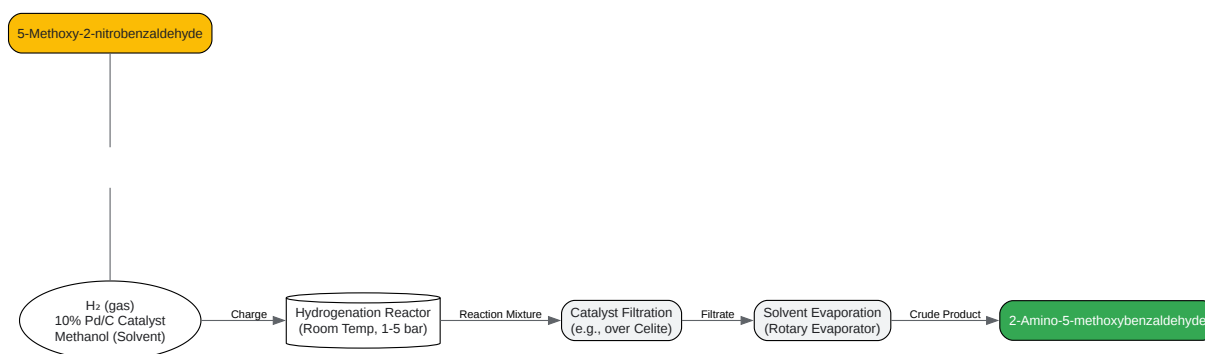 5-Methoxy-2-nitrobenzaldehyde
H₂ (gas)
10% Pd/C Catalyst
Methanol (Solvent)
Charge
Hydrogenation Reactor
(Room Temp, 1-5 bar)
Reaction Mixture
Catalyst Filtration
(e.g., over Celite)
Filtrate
Solvent Evaporation
(Rotary Evaporator)
Crude Product
2-Amino-5-methoxybenzaldehyde